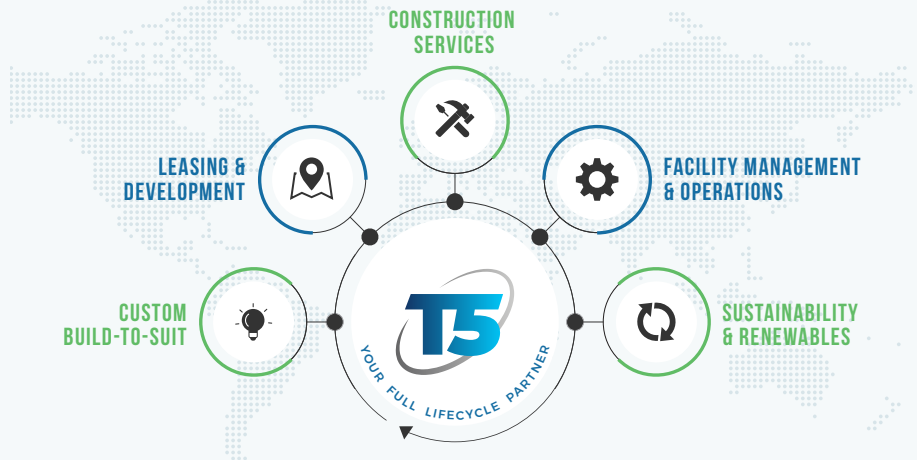 CONSTRUCTION
SERVICES
LEASING &
DEVELOPMENT
FACILITY MANAGEMENT
& OPERATIONS
CUSTOM
BUILD-TO-SUIT
SUSTAINABILITY
& RENEWABLES
T5
YOUR FULL LIFECYCLE PARTNER